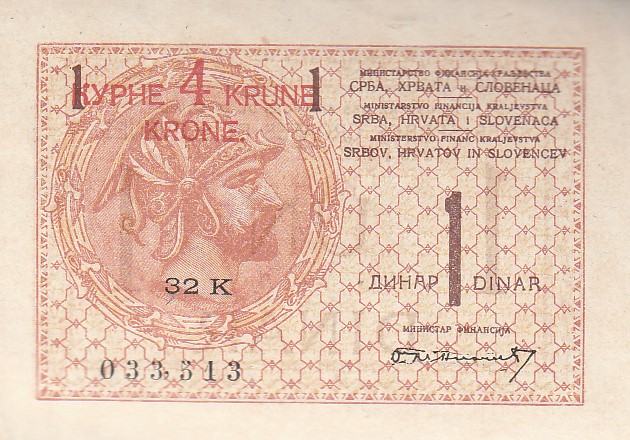 1 КУРНЕ 4 KRUNE 1
KRONE.
МИНИСТАРСТВО ФИНАНСИЈА КРАЉЕВСТВА
СРБА, ХРВАТА и СЛОВЕНАЦА
MINISTARSTVO FINANCIJA KRALJEVSTVA
SRBA, HRVATA I SLOVENACA
MINISTERSTVO FINANC KRALJEVSTVA
SRBOV, HRVATOV IN SLOVENCEV
32 K
ДИНАР 1 DINAR
МИНИСТАР ФИНАНСИЈА
033,513